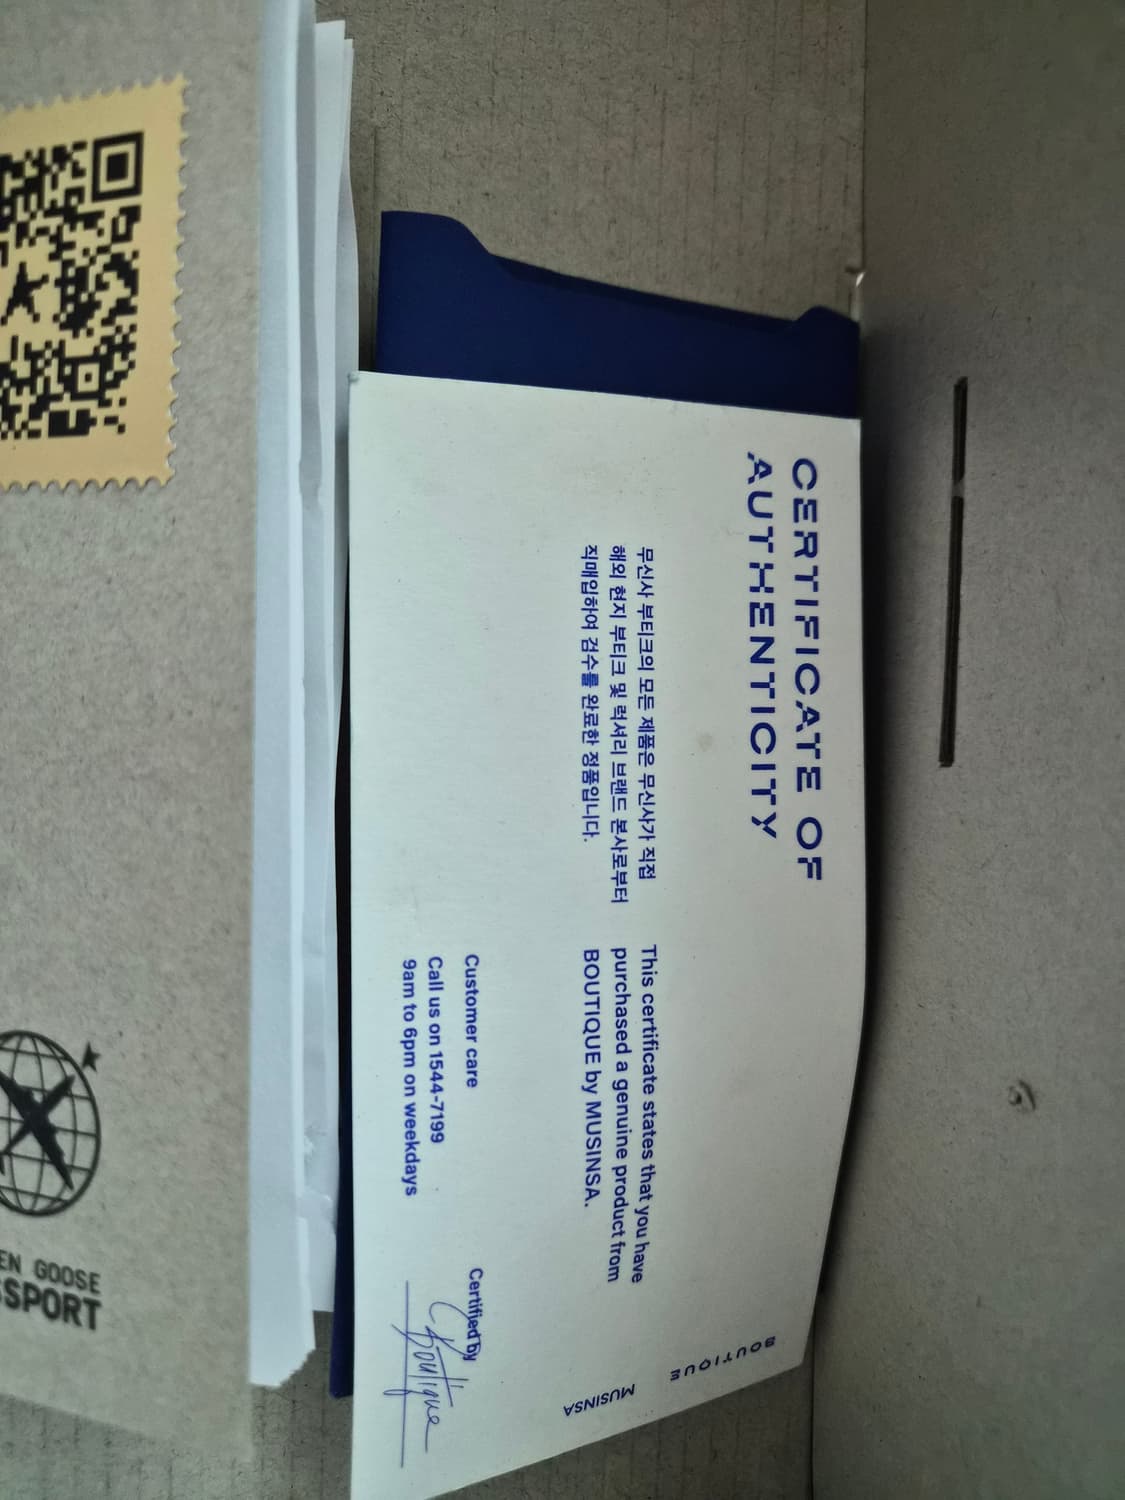 CERTIFICATE OF
AUTHENTICITY
무신사 부티크의 모든 제품은 무신사가 직접
해외 현지 부티크 및 럭셔리 브랜드 본사로부터
직매입하여 검수를 완료한 정품입니다.
This certificate states that you have
purchased a genuine product from
BOUTIQUE by MUSINSA.
Customer care
Call us on 1544-7199
9am to 6pm on weekdays
Certified by
Boutique
BOUTIQUE
MUSINSA
EN GOOSE
SSPORT